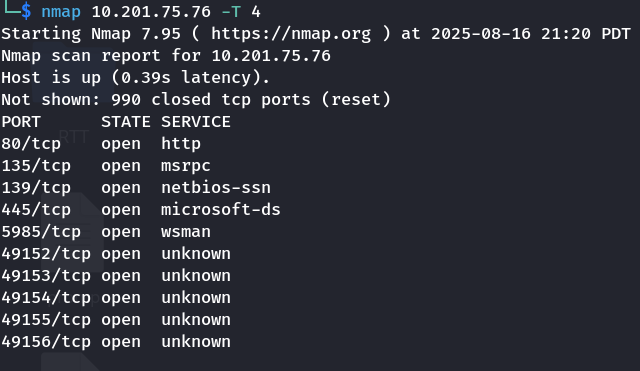 └─$ nmap 10.201.75.76 -T 4
Starting Nmap 7.95 ( https://nmap.org ) at 2025-08-16 21:20 PDT
Nmap scan report for 10.201.75.76
Host is up (0.39s latency).
Not shown: 990 closed tcp ports (reset)
PORT      STATE SERVICE
80/tcp    open  http
135/tcp   open  msrpc
139/tcp   open  netbios-ssn
445/tcp   open  microsoft-ds
5985/tcp  open  wsman
49152/tcp open  unknown
49153/tcp open  unknown
49154/tcp open  unknown
49155/tcp open  unknown
49156/tcp open  unknown
RTT